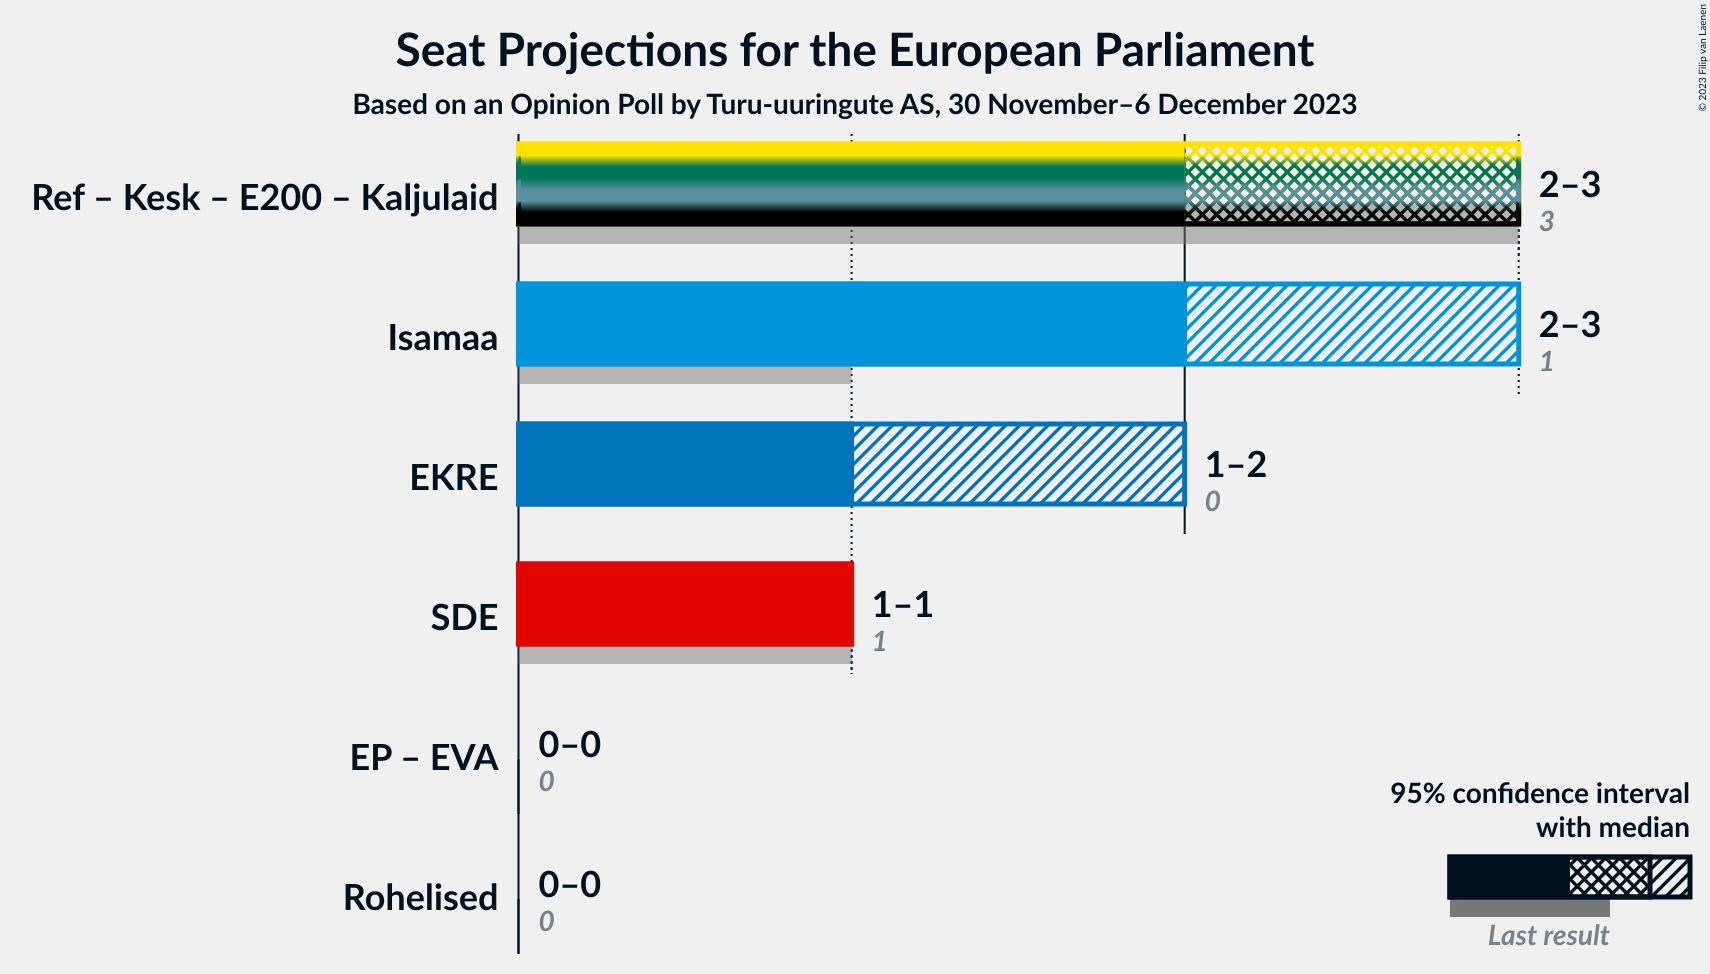 Seat Projections for the European Parliament
Based on an Opinion Poll by Turu-uuringute AS, 30 November–6 December 2023
© 2023 Filip van Laenen
Ref – Kesk – E200 – Kaljulaid
2–3
3
Isamaa
2–3
1
EKRE
1–2
0
SDE
1–1
1
EP – EVA
0–0
0
Rohelised
0–0
0
95% confidence interval
with median
Last result